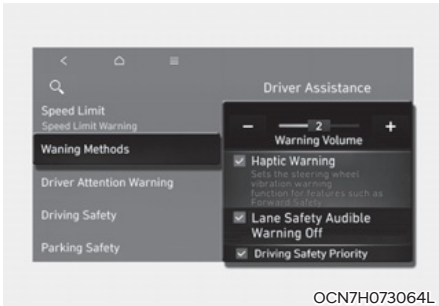 Driver Assistance
Speed Limit
Speed Limit Warning
Waning Methods
Driver Attention Warning
Driving Safety
Parking Safety
2
Warning Volume
Haptic Warning
Sets the steering wheel
vibration warning
function for features such as
Forward Safety.
Lane Safety Audible
Warning Off
Driving Safety Priority
OCN7H073064L